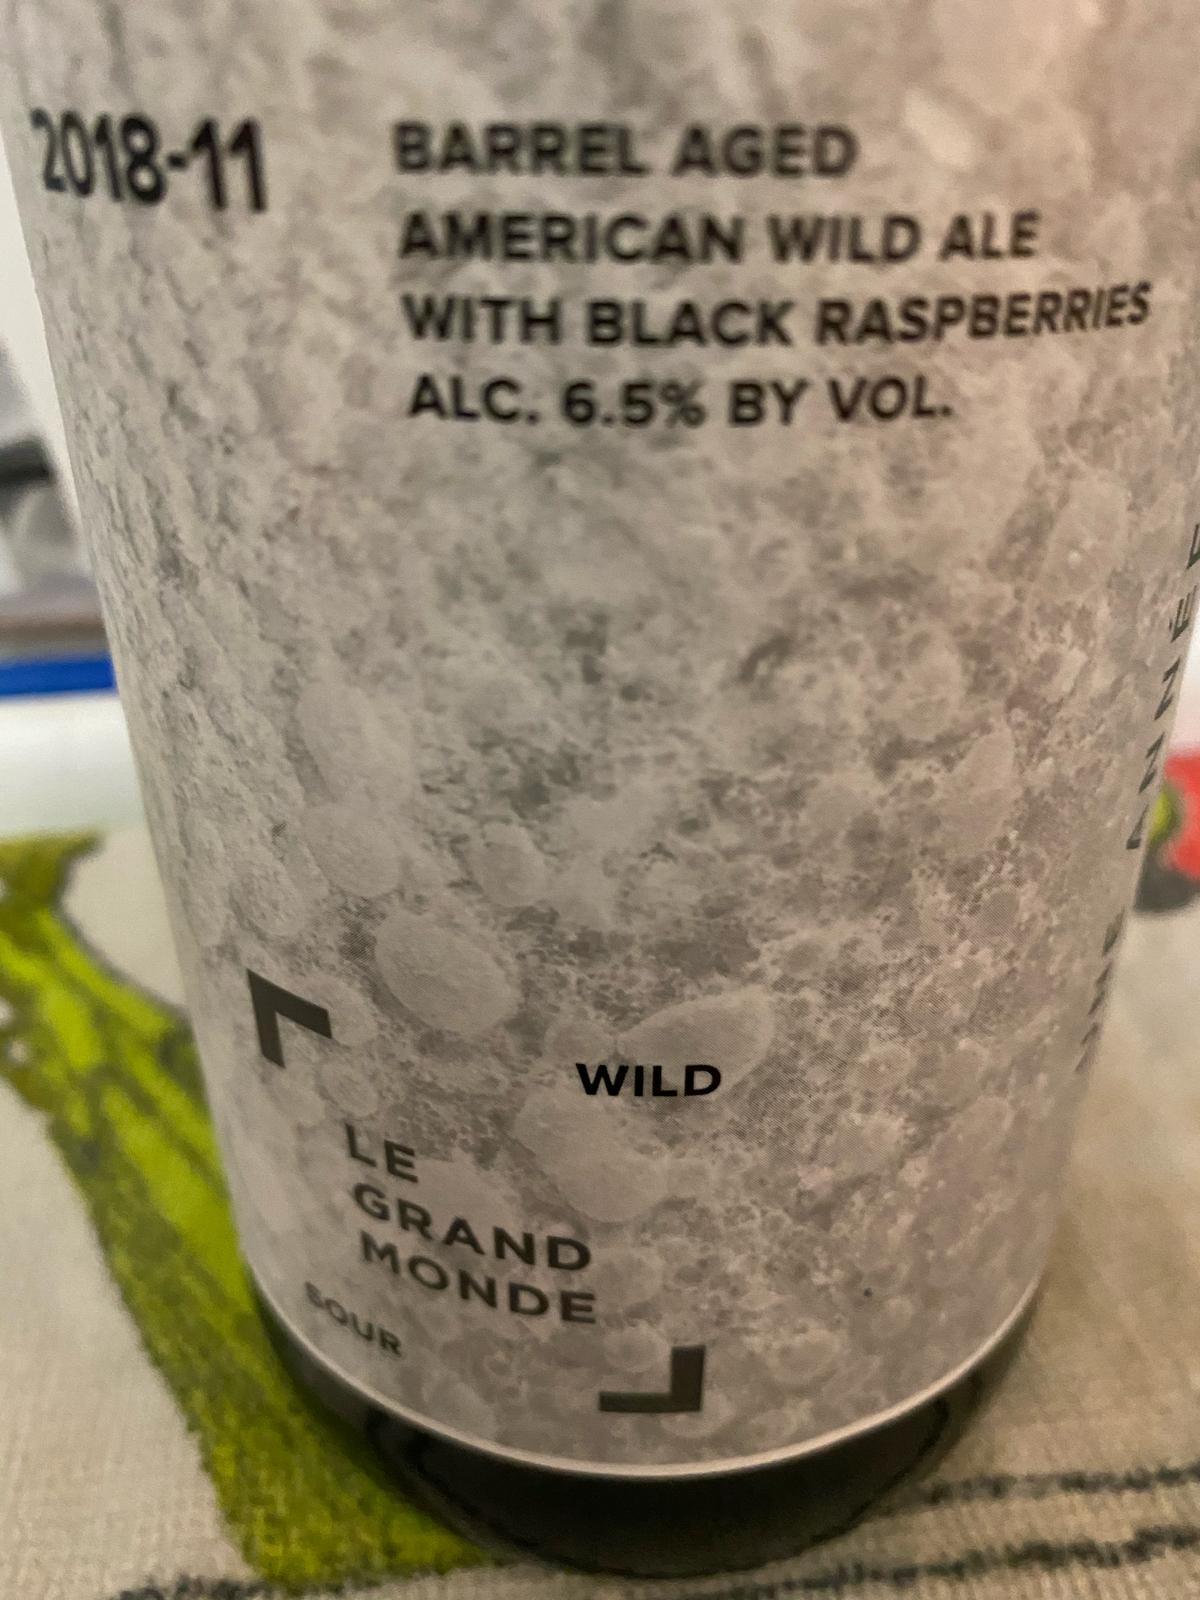 2018-11
BARREL AGED
AMERICAN WILD ALE
WITH BLACK RASPBERRIES
ALC. 6.5% BY VOL.
WILD
LE
GRAND
MONDE
SOUR